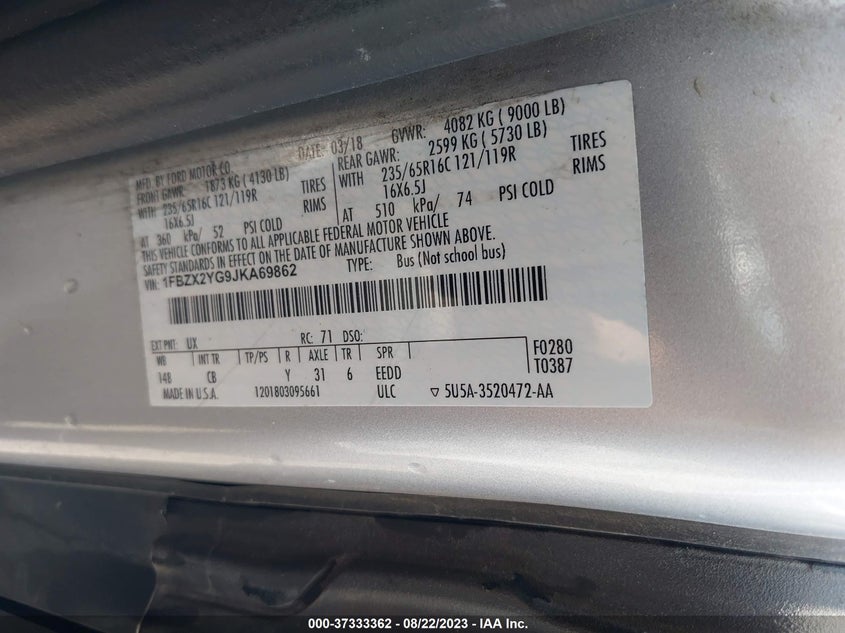 MFD. BY FORD MOTOR CO.
DATE: 03/18 GVWR: 4082 KG ( 9000 LB)
FRONT GAWR: 1873 KG ( 4130 LB)
WITH 235/65R16C 121/119R TIRES
16X6.5J RIMS
AT 360 kPa/ 52 PSI COLD
REAR GAWR: 2599 KG ( 5730 LB)
WITH 235/65R16C 121/119R TIRES
16X6.5J RIMS
AT 510 kPa/ 74 PSI COLD
THIS VEHICLE CONFORMS TO ALL APPLICABLE FEDERAL MOTOR VEHICLE
SAFETY STANDARDS IN EFFECT ON THE DATE OF MANUFACTURE SHOWN ABOVE.
VIN: 1FBZX2YG9JKA69862 TYPE: Bus (Not school bus)
EXT PNT: UX RC: 71 DSO:
WB INT TR TP/PS R AXLE TR SPR F0280
148 CB Y 31 6 EEDD T0387
MADE IN U.S.A. 1201803095661 ULC ▽ 5U5A-3520472-AA
000-37333362 - 08/22/2023 - Copyright IAA, Inc.